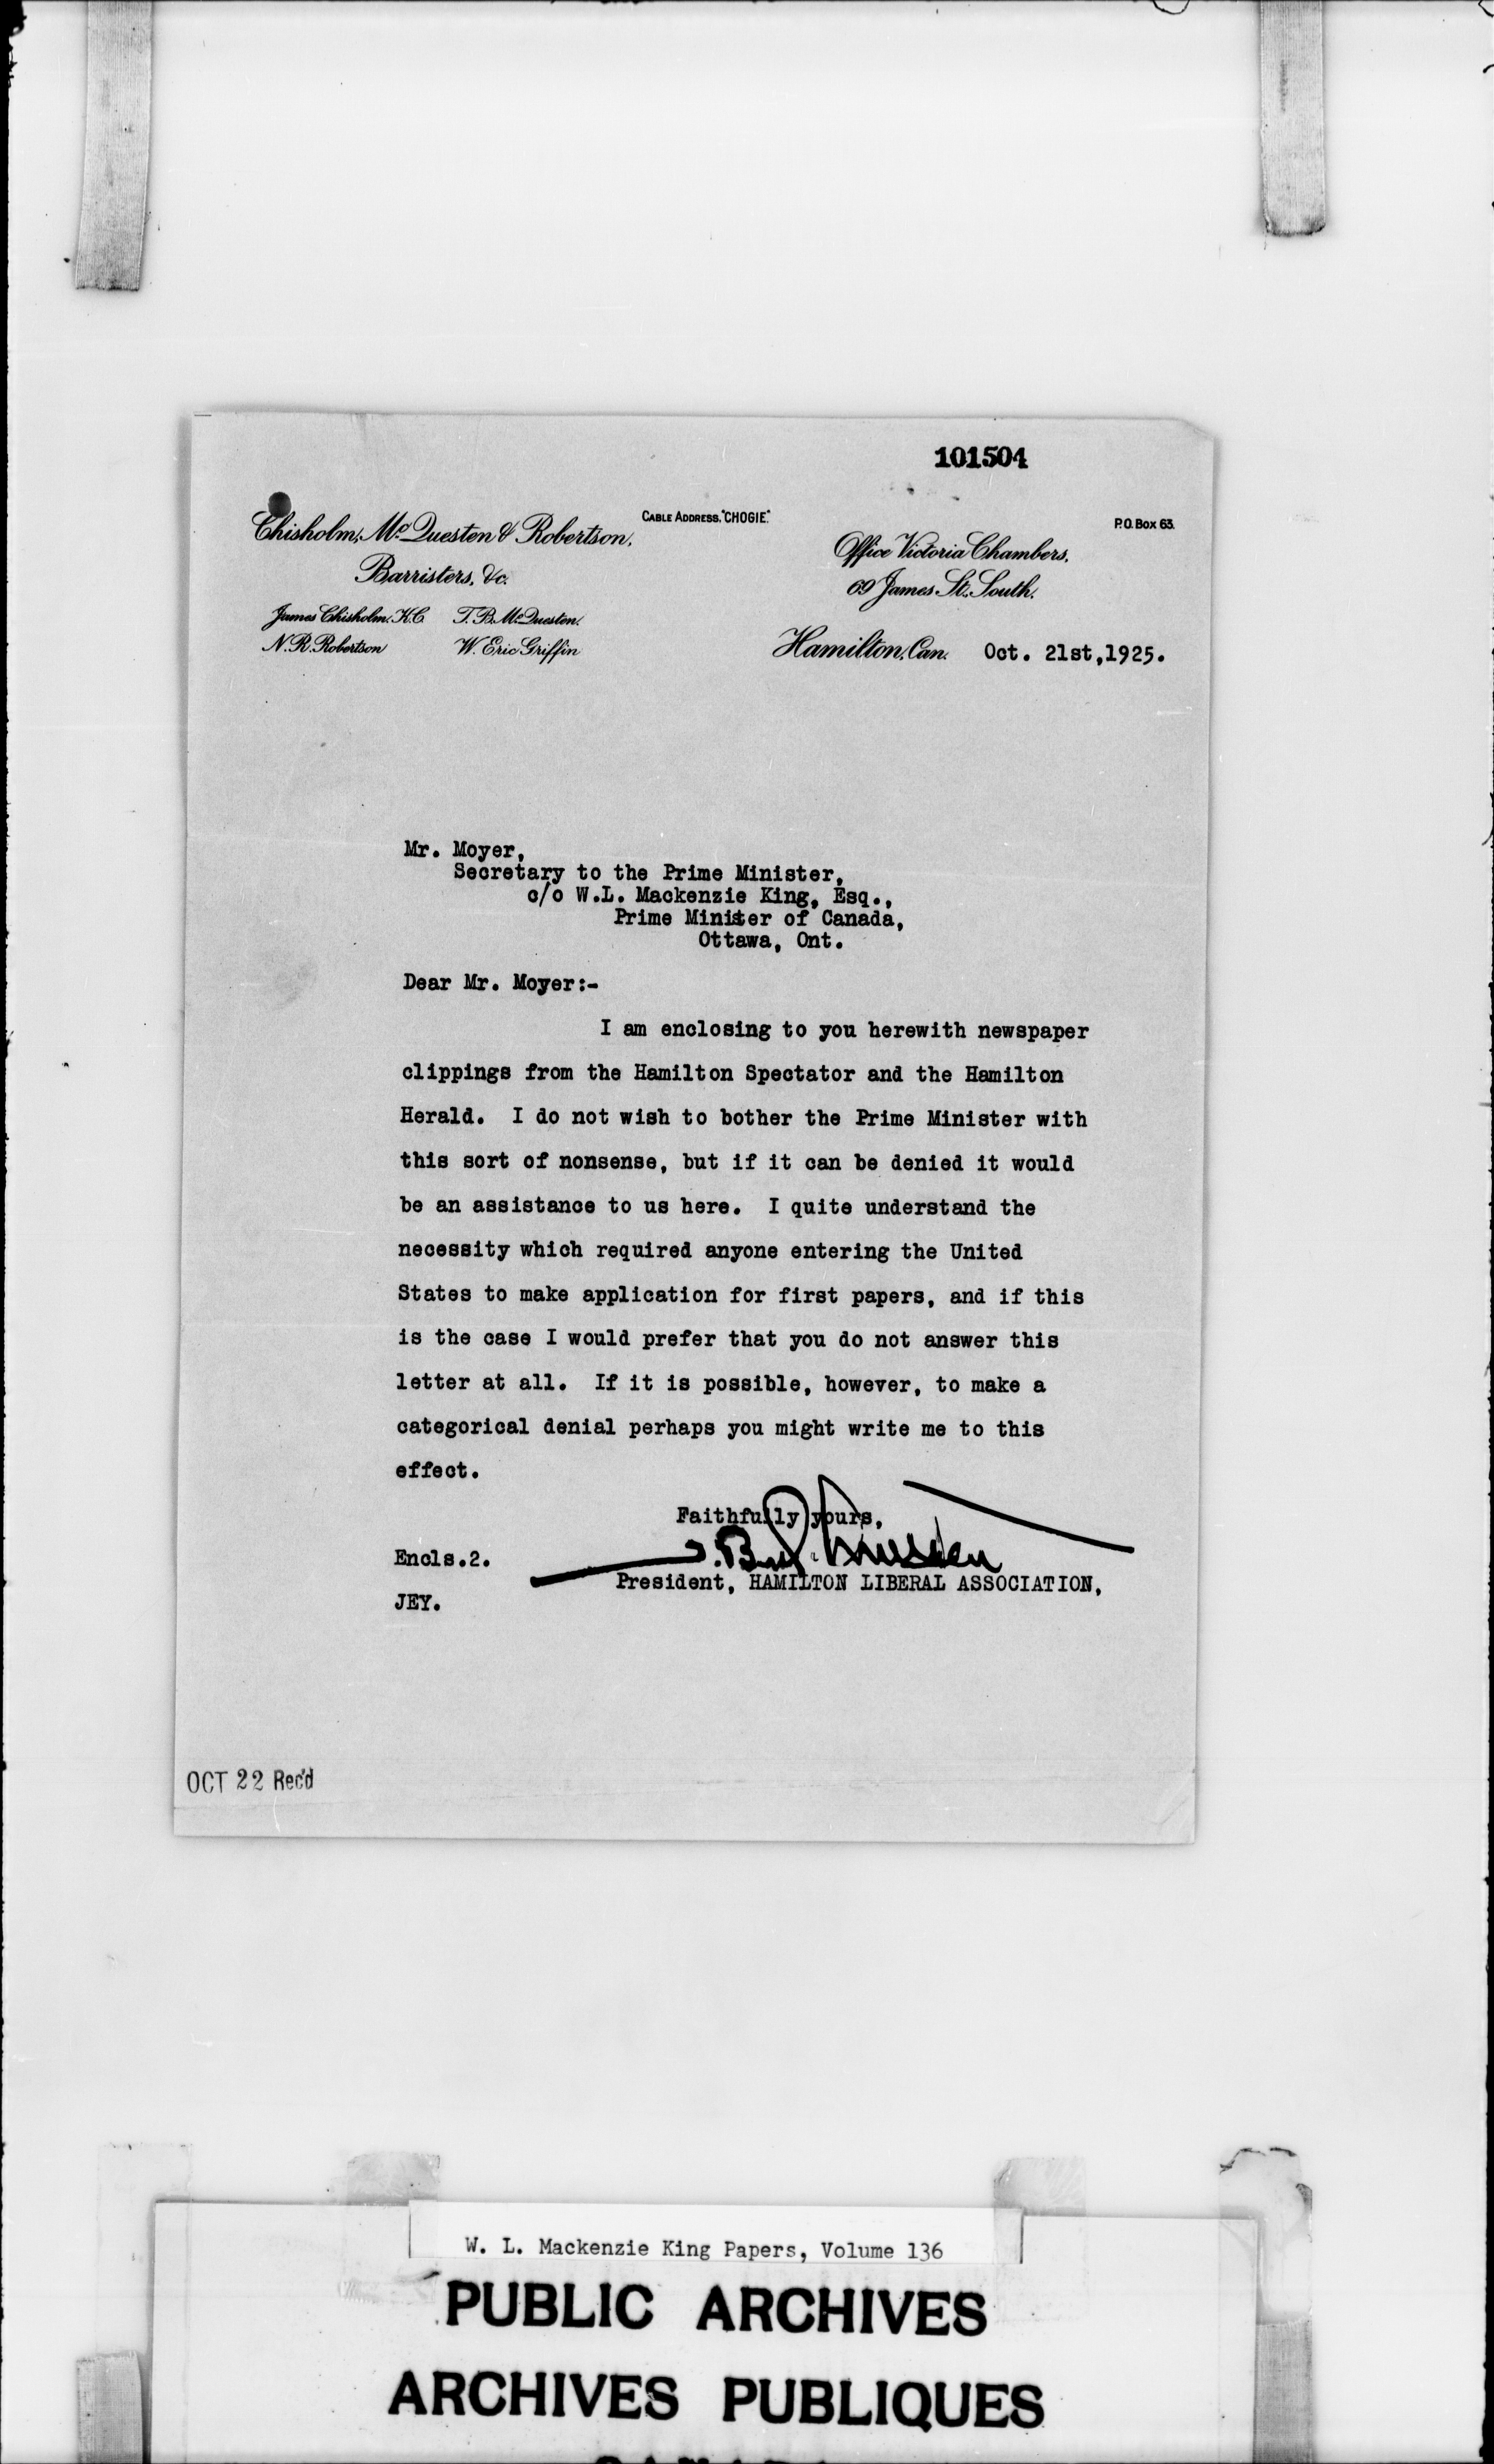 101504
Chisholm, McQuesten & Robertson,
Barristers, &c.
James Chisholm, K.C. T. B. McQuesten.
N. R. Robertson W. Eric Griffin
CABLE ADDRESS, "CHOGIE."
P.O. BOX 63.
Office Victoria Chambers,
69 James St. South.
Hamilton, Can. Oct. 21st,1925.
Mr. Moyer,
Secretary to the Prime Minister,
c/o W.L. Mackenzie King, Esq.,
Prime Minister of Canada,
Ottawa, Ont.
Dear Mr. Moyer:-
I am enclosing to you herewith newspaper
clippings from the Hamilton Spectator and the Hamilton
Herald. I do not wish to bother the Prime Minister with
this sort of nonsense, but if it can be denied it would
be an assistance to us here. I quite understand the
necessity which required anyone entering the United
States to make application for first papers, and if this
is the case I would prefer that you do not answer this
letter at all. If it is possible, however, to make a
categorical denial perhaps you might write me to this
effect.
Faithfully yours,
T. B. McQuesten
Encls.2.
President, HAMILTON LIBERAL ASSOCIATION,
JEY.
OCT 22 Rec'd
W. L. Mackenzie King Papers, Volume 136
PUBLIC ARCHIVES
ARCHIVES PUBLIQUES